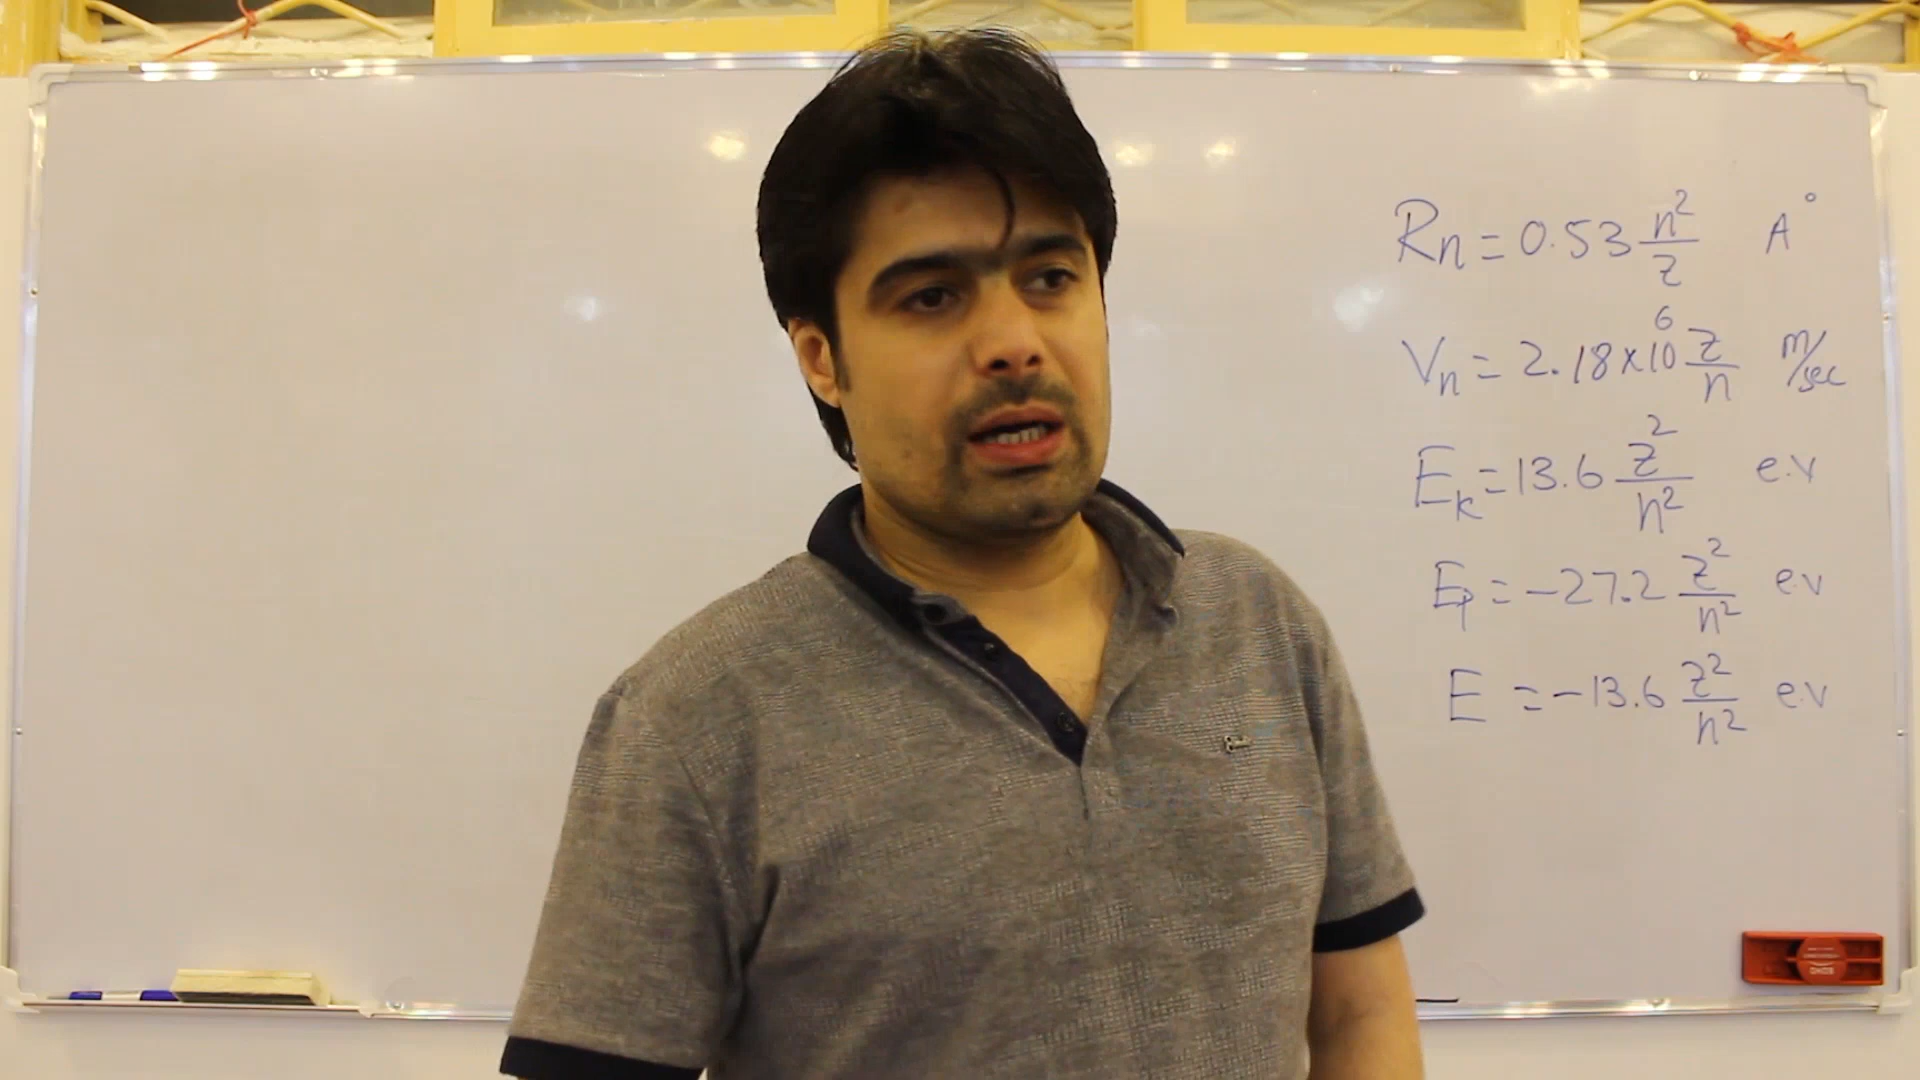 Rn = 0.53 n²/z A°
Vn = 2.18×10⁶ z/n m/sec
Ek = 13.6 z²/n² e.v
Ep = -27.2 z²/n² e.v
E = -13.6 z²/n² e.v